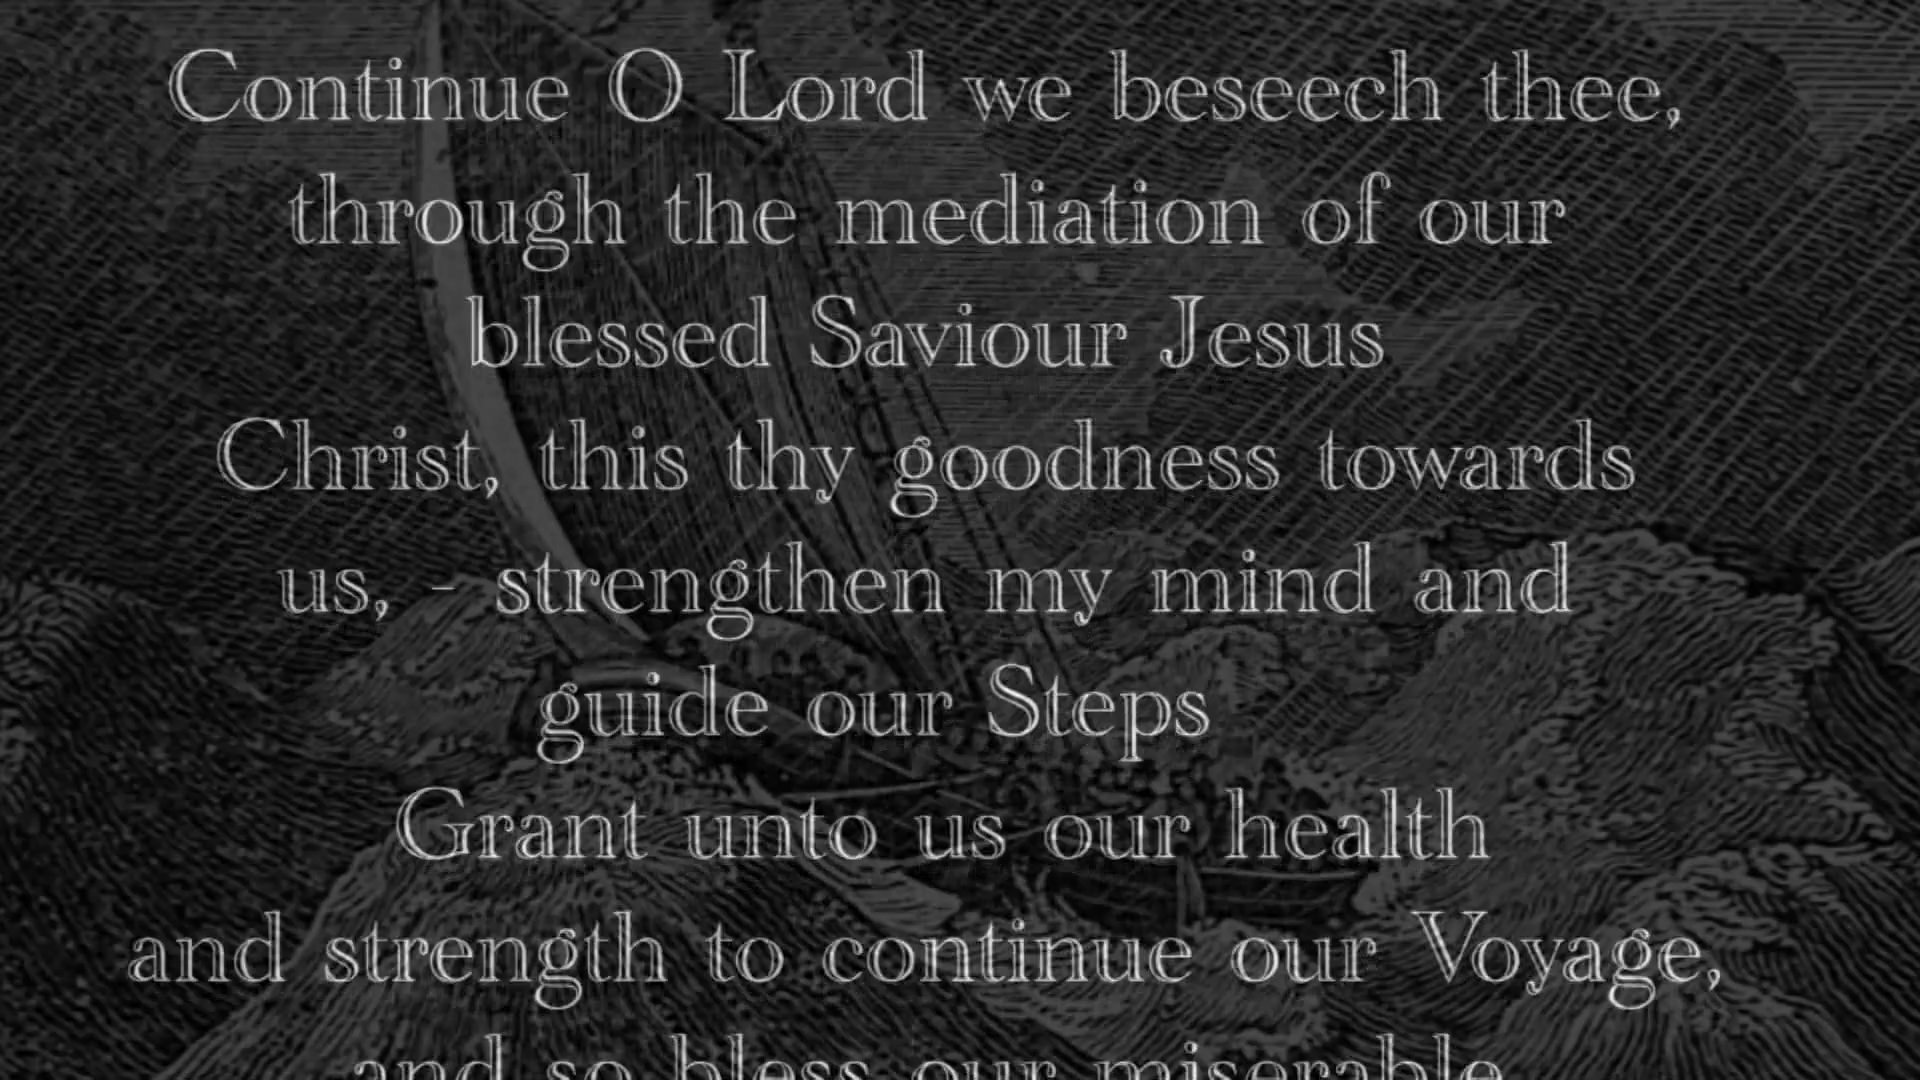 Continue O Lord we beseech thee,
through the mediation of our
blessed Saviour Jesus
Christ, this thy goodness towards
us, - strengthen my mind and
guide our Steps
Grant unto us our health
and strength to continue our Voyage,
and so bless our miserable